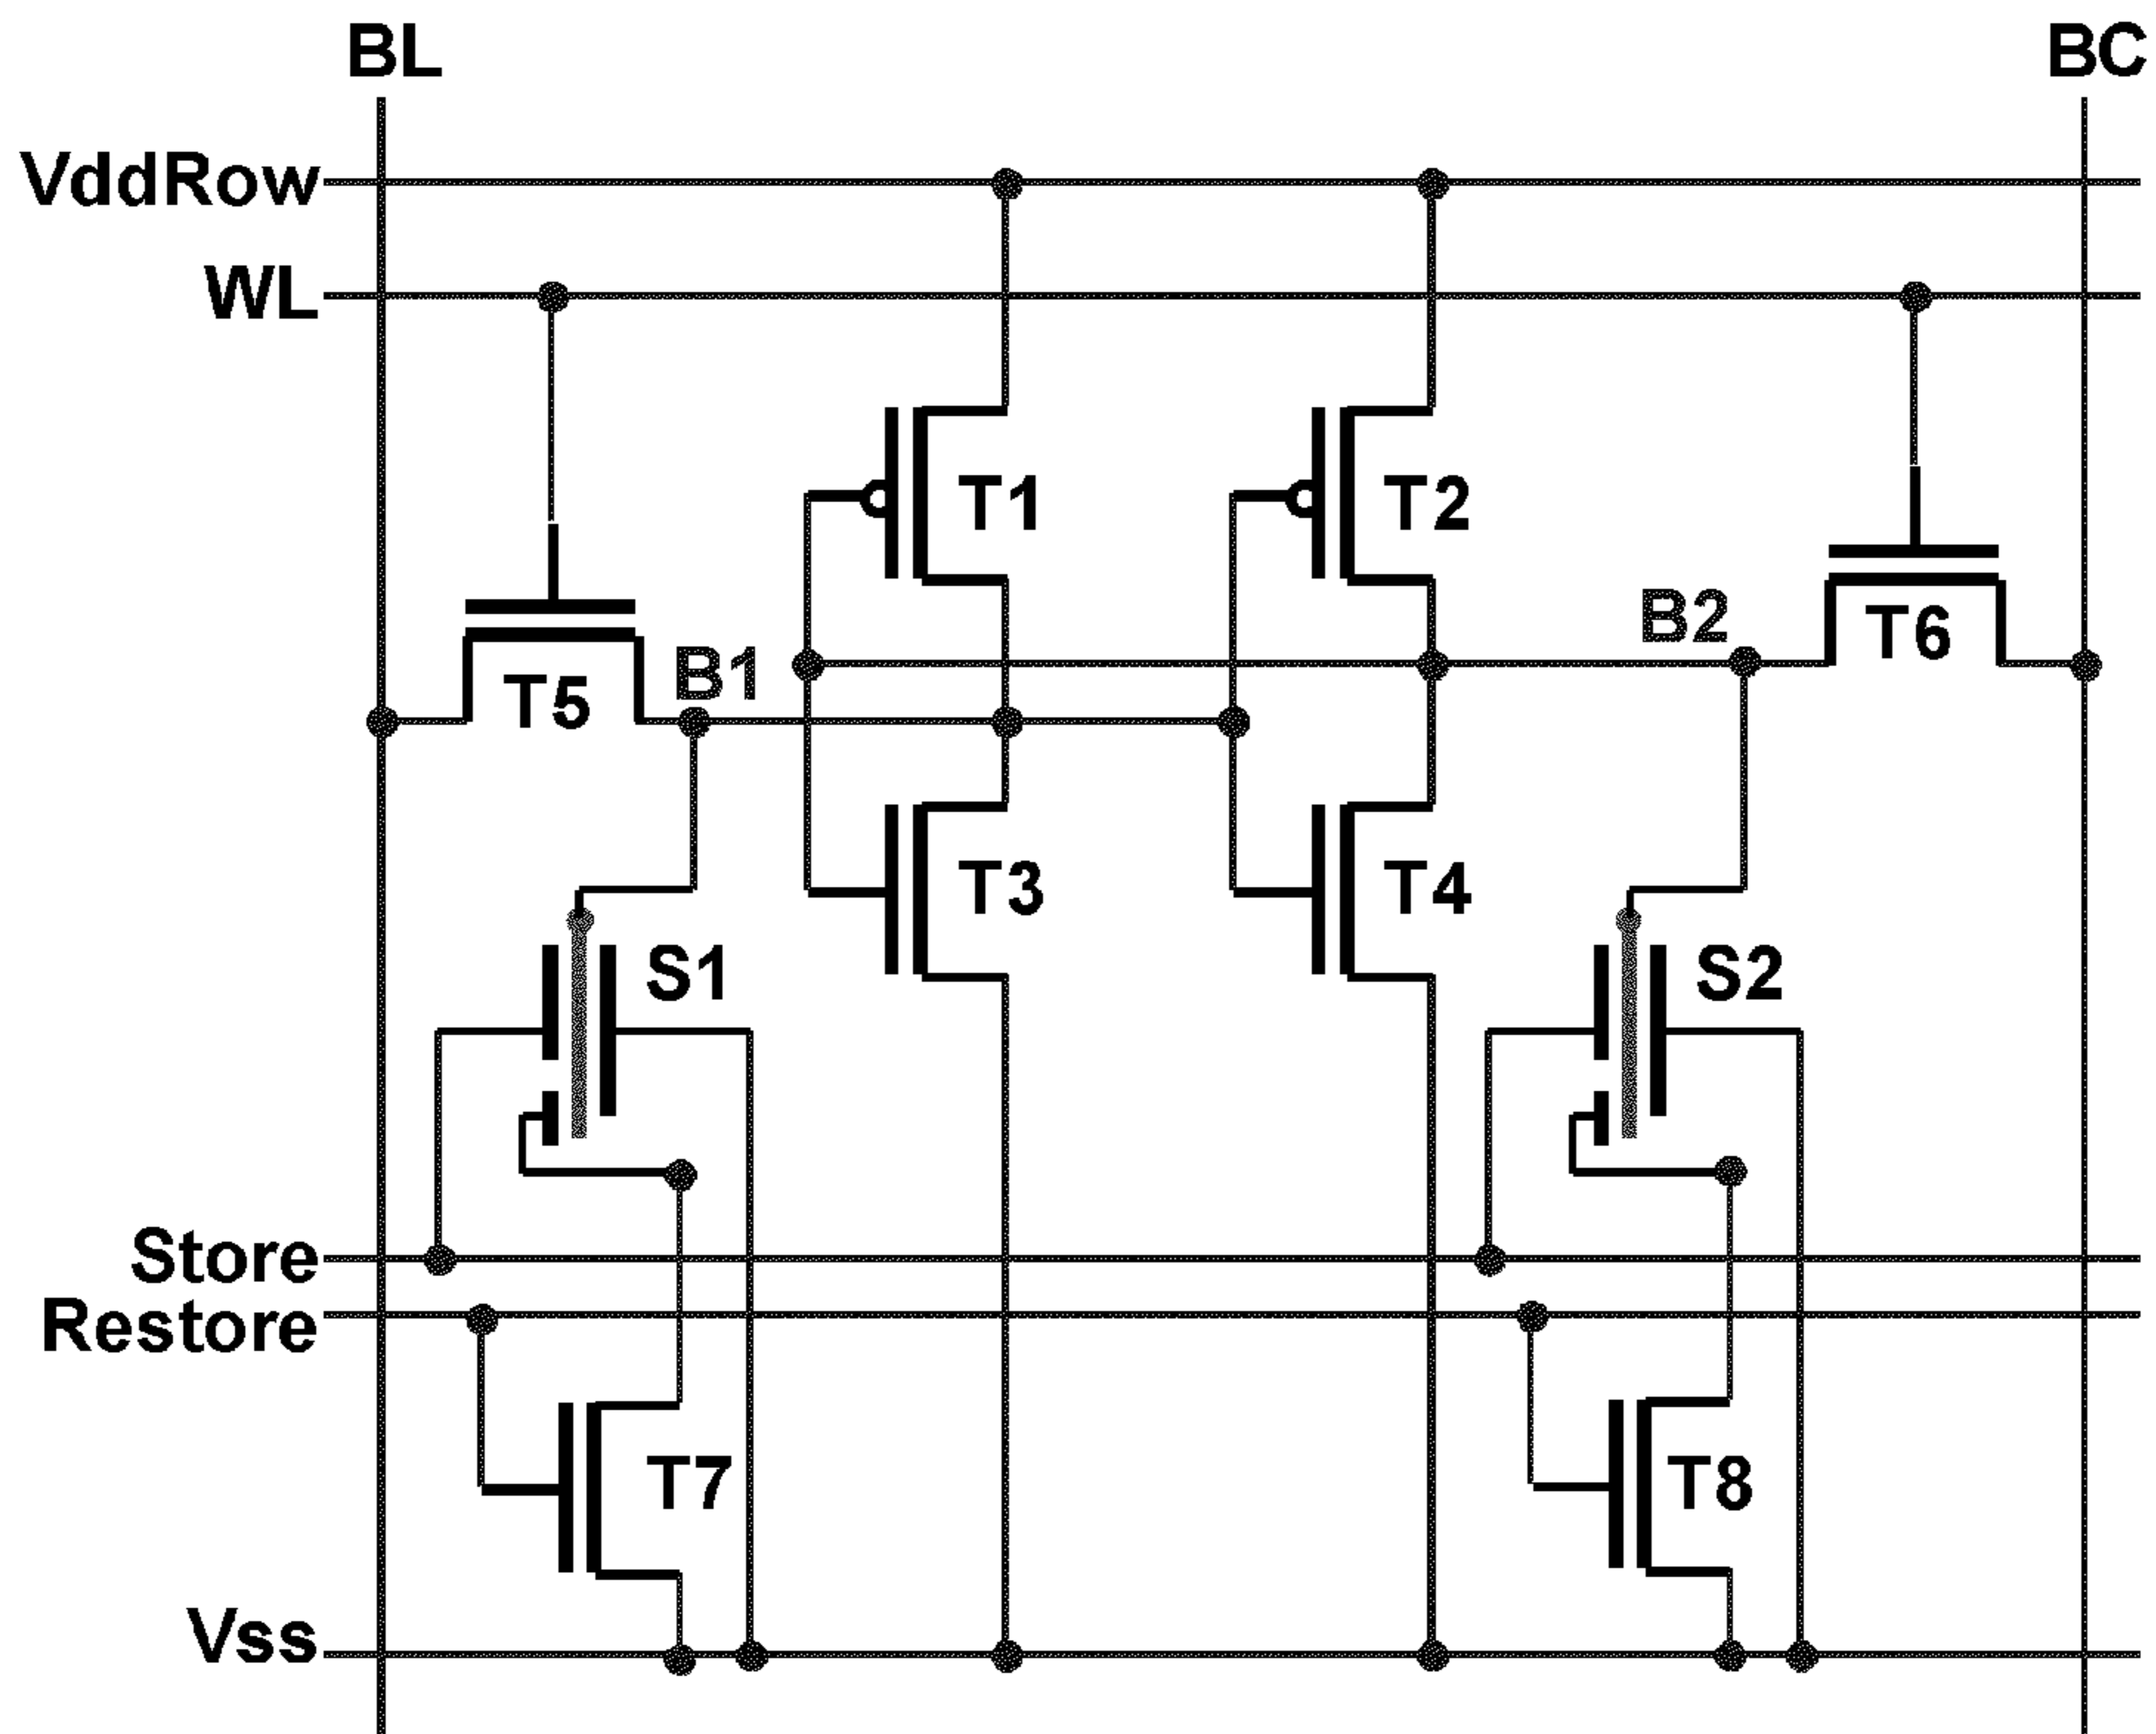 BL
BC
VddRow
WL
T1
T2
B2
T6
B1
T5
T3
T4
S1
S2
Store
Restore
T7
T8
Vss